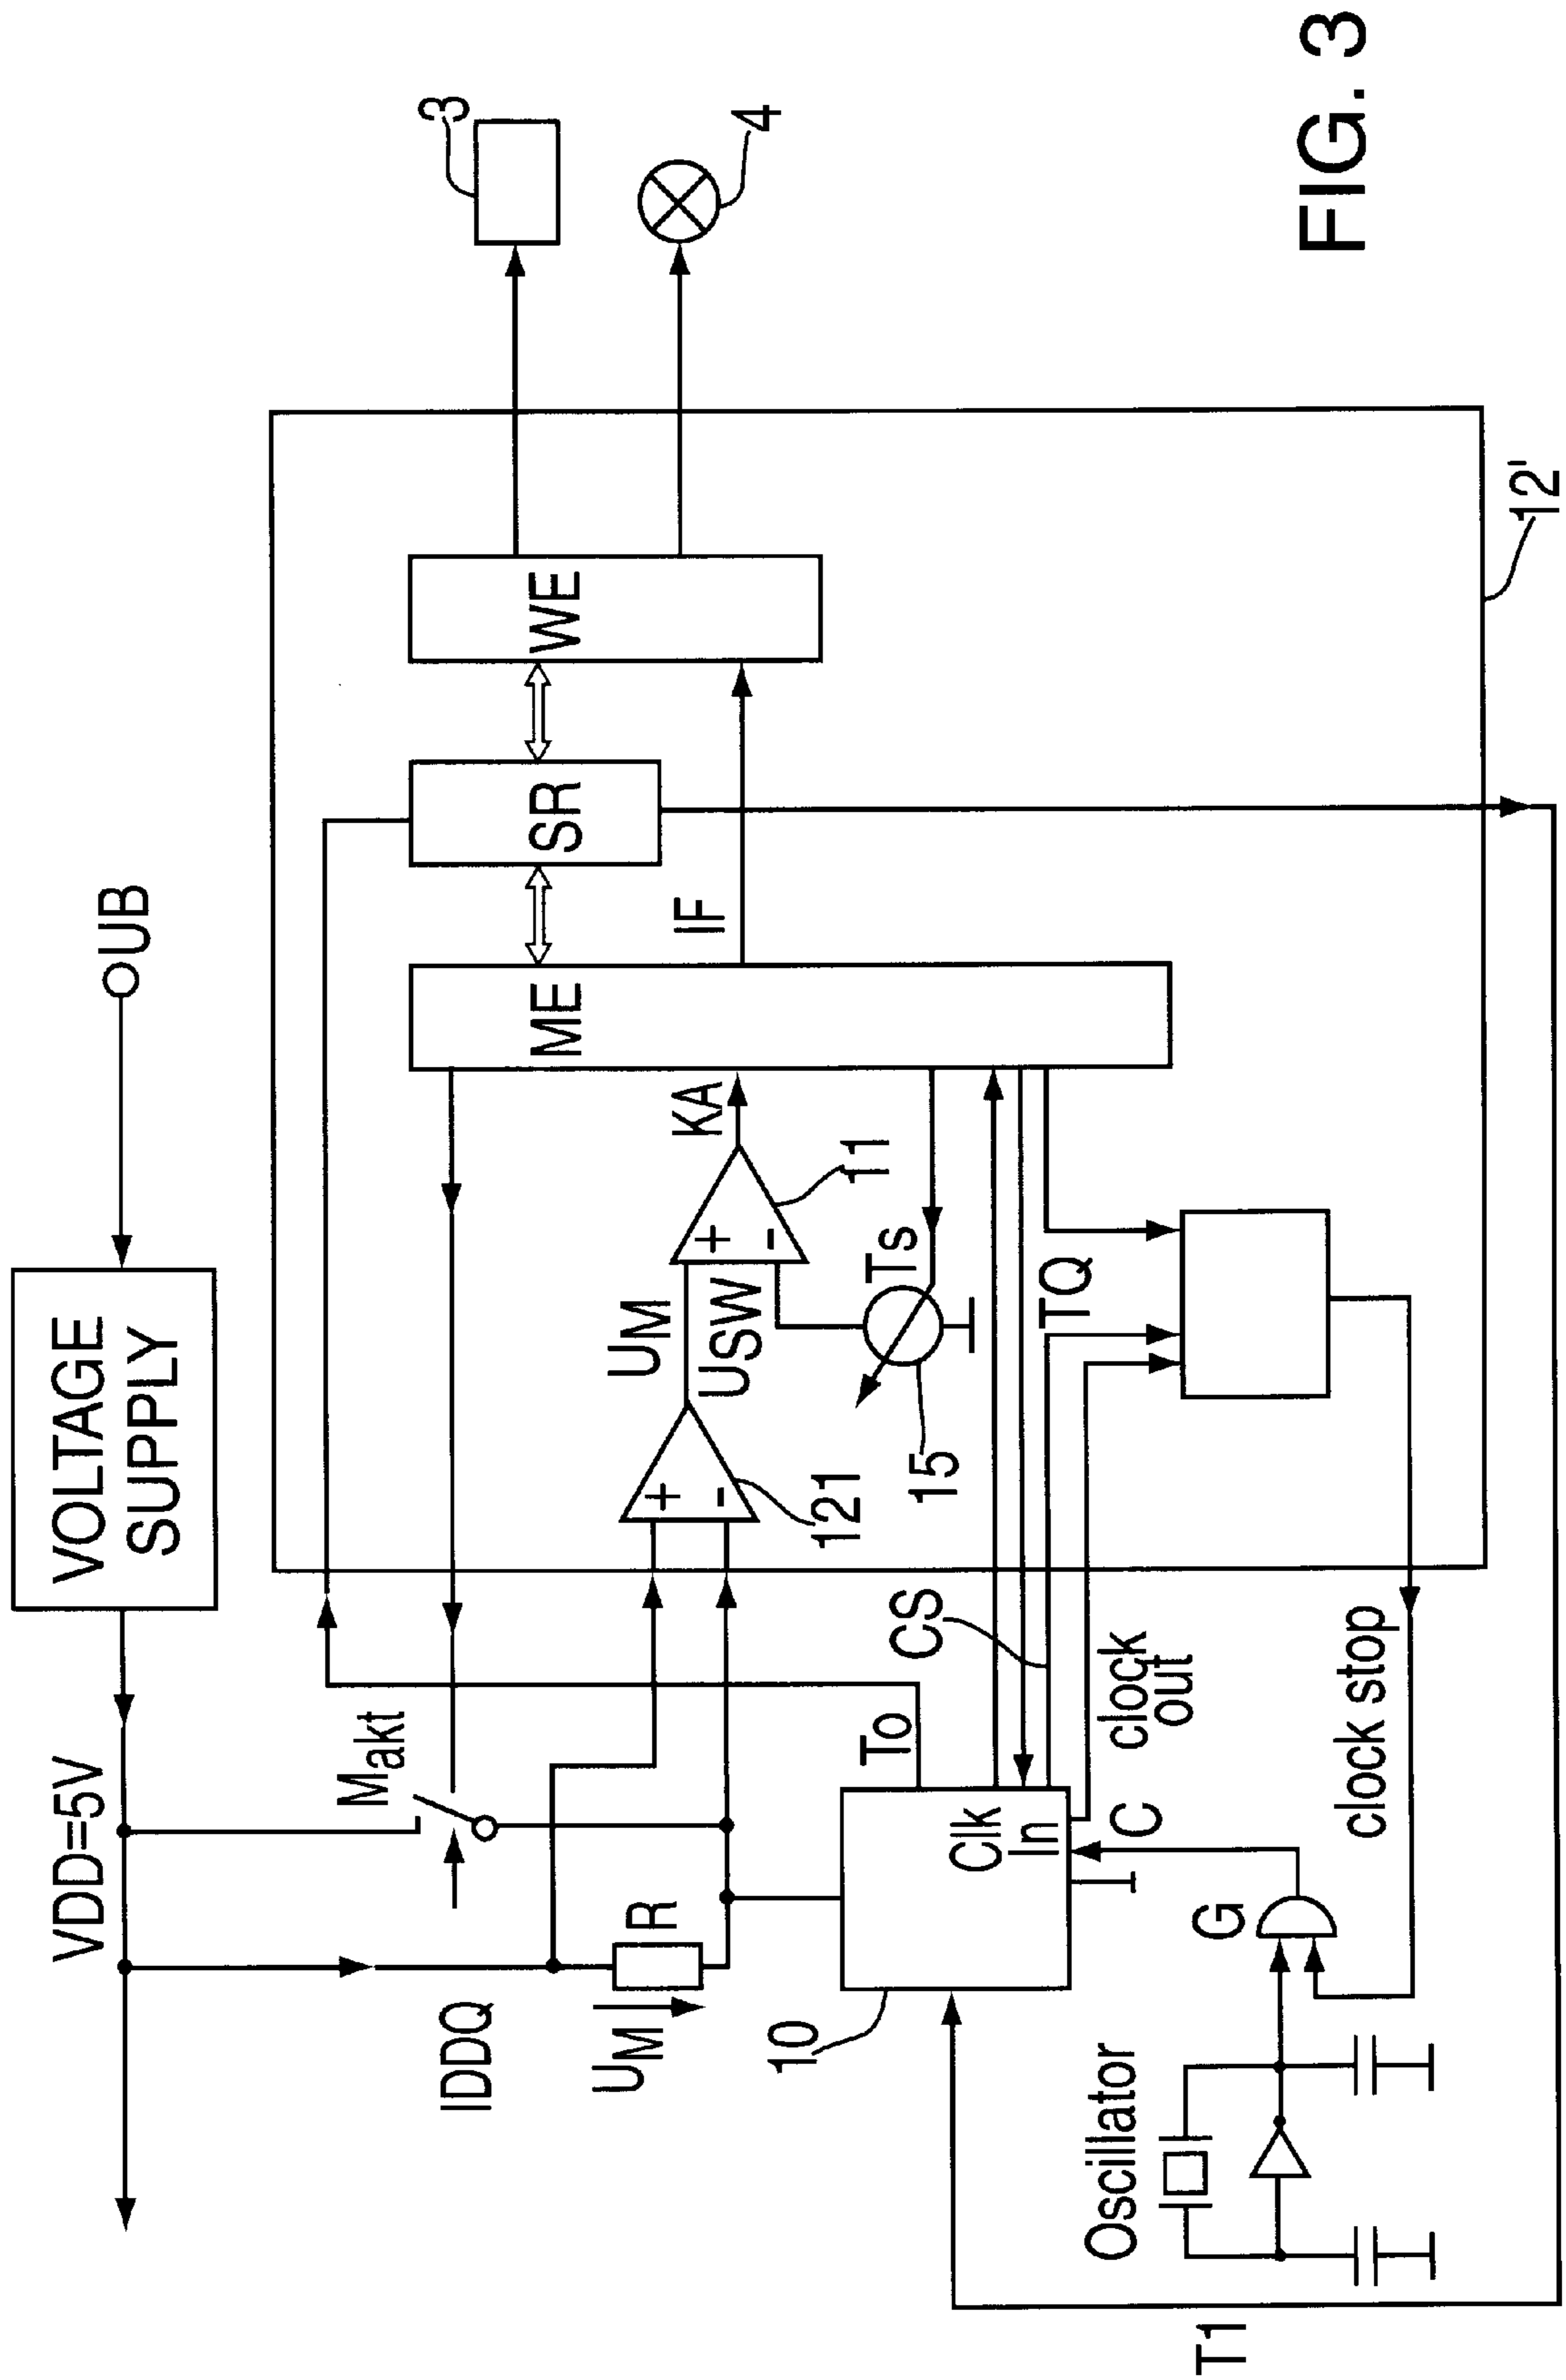 VDD=5V
VOLTAGE
SUPPLY
UB
Makt
IDDQ
UM
R
+
-
121
UM
USW
+
-
11
KA
ME
SR
WE
IF
3
4
10
To
Clk
In
CS
15
Ts
TQ
clock
out
C
G
Oscillator
clock stop
T1
12'
FIG. 3